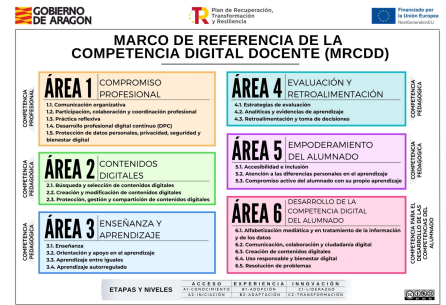 GOBIERNO
DE ARAGON
Plan de Recuperación,
Transformación
y Resiliencia
Financiado por
la Unión Europea
NextGenerationEU
MARCO DE REFERENCIA DE LA
COMPETENCIA DIGITAL DOCENTE (MRCDD)
COMPETENCIA
PROFESIONAL
ÁREA 1
COMPROMISO
PROFESIONAL
1.1. Comunicación organizativa
1.2. Participación, colaboración y coordinación profesional
1.3. Práctica reflexiva
1.4. Desarrollo profesional digital continuo (DPC)
1.5. Protección de datos personales, privacidad, seguridad y
bienestar digital
COMPETENCIA
PEDAGÓGICA
ÁREA 2
CONTENIDOS
DIGITALES
2.1. Búsqueda y selección de contenidos digitales
2.2. Creación y modificación de contenidos digitales
2.3. Protección, gestión y compartición de contenidos digitales
COMPETENCIA
PEDAGÓGICA
ÁREA 3
ENSEÑANZA Y
APRENDIZAJE
3.1. Enseñanza
3.2. Orientación y apoyo en el aprendizaje
3.3. Aprendizaje entre iguales
3.4. Aprendizaje autorregulado
ÁREA 4
EVALUACIÓN Y
RETROALIMENTACIÓN
4.1. Estrategias de evaluación
4.2. Analíticas y evidencias de aprendizaje
4.3. Retroalimentación y toma de decisiones
COMPETENCIA
PEDAGÓGICA
ÁREA 5
EMPODERAMIENTO
DEL ALUMNADO
5.1. Accesibilidad e inclusión
5.2. Atención a las diferencias personales en el aprendizaje
5.3. Compromiso activo del alumnado con su propio aprendizaje
COMPETENCIA
PEDAGÓGICA
ÁREA 6
DESARROLLO DE LA
COMPETENCIA DIGITAL
DEL ALUMNADO
6.1. Alfabetización mediática y en tratamiento de la información
y de los datos
6.2. Comunicación, colaboración y ciudadanía digital
6.3. Creación de contenidos digitales
6.4. Uso responsable y bienestar digital
6.5. Resolución de problemas
COMPETENCIA PARA EL
DESARROLLO DE LA
COMPETENCIAS DEL
ALUMNADO
ETAPAS Y NIVELES
ACCESO EXPERIENCIA INNOVACIÓN
A1-CONOCIMIENTO B1-ADOPCIÓN C1-LIDERAZGO
A2-INICIACIÓN B2-ADAPTACIÓN C2-TRANSFORMACIÓN